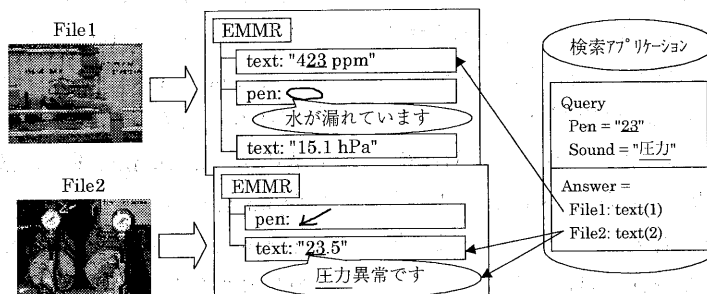 File1
EMMR
text: "423 ppm"
pen:
水が漏れています
text: "15.1 hPa"
File2
EMMR
pen:
text: "23.5"
圧力異常です
検索アプリケーション
Query
Pen = "23"
Sound = "圧力"
Answer =
File1: text(1)
File2: text(2)